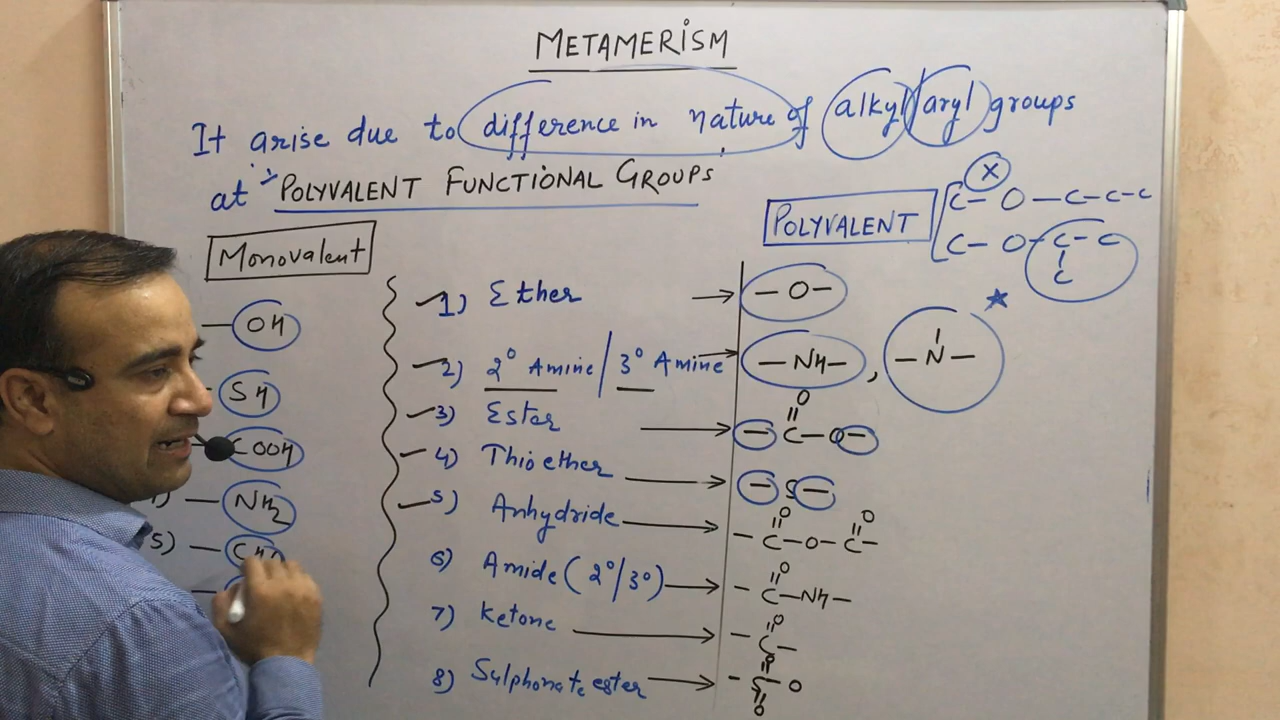 METAMERISM
It arise due to difference in nature of alkyl/aryl groups
at POLYVALENT FUNCTIONAL GROUPS
Monovalent
— OH
SH
COOH
— NH2
5) — CHO
1) Ether
2) 2° Amine / 3° Amine
3) Ester
4) Thio ether
5) Anhydride
6) Amide (2°/3°)
7) Ketone
8) Sulphonate ester
POLYVALENT
X
C — O — C — C — C
C — O — C — C
C
— O —
— NH — , — N —
O
— C — O —
— S —
O O
— C — O — C —
O
— C — NH —
O
— C —
O
— S — O
O